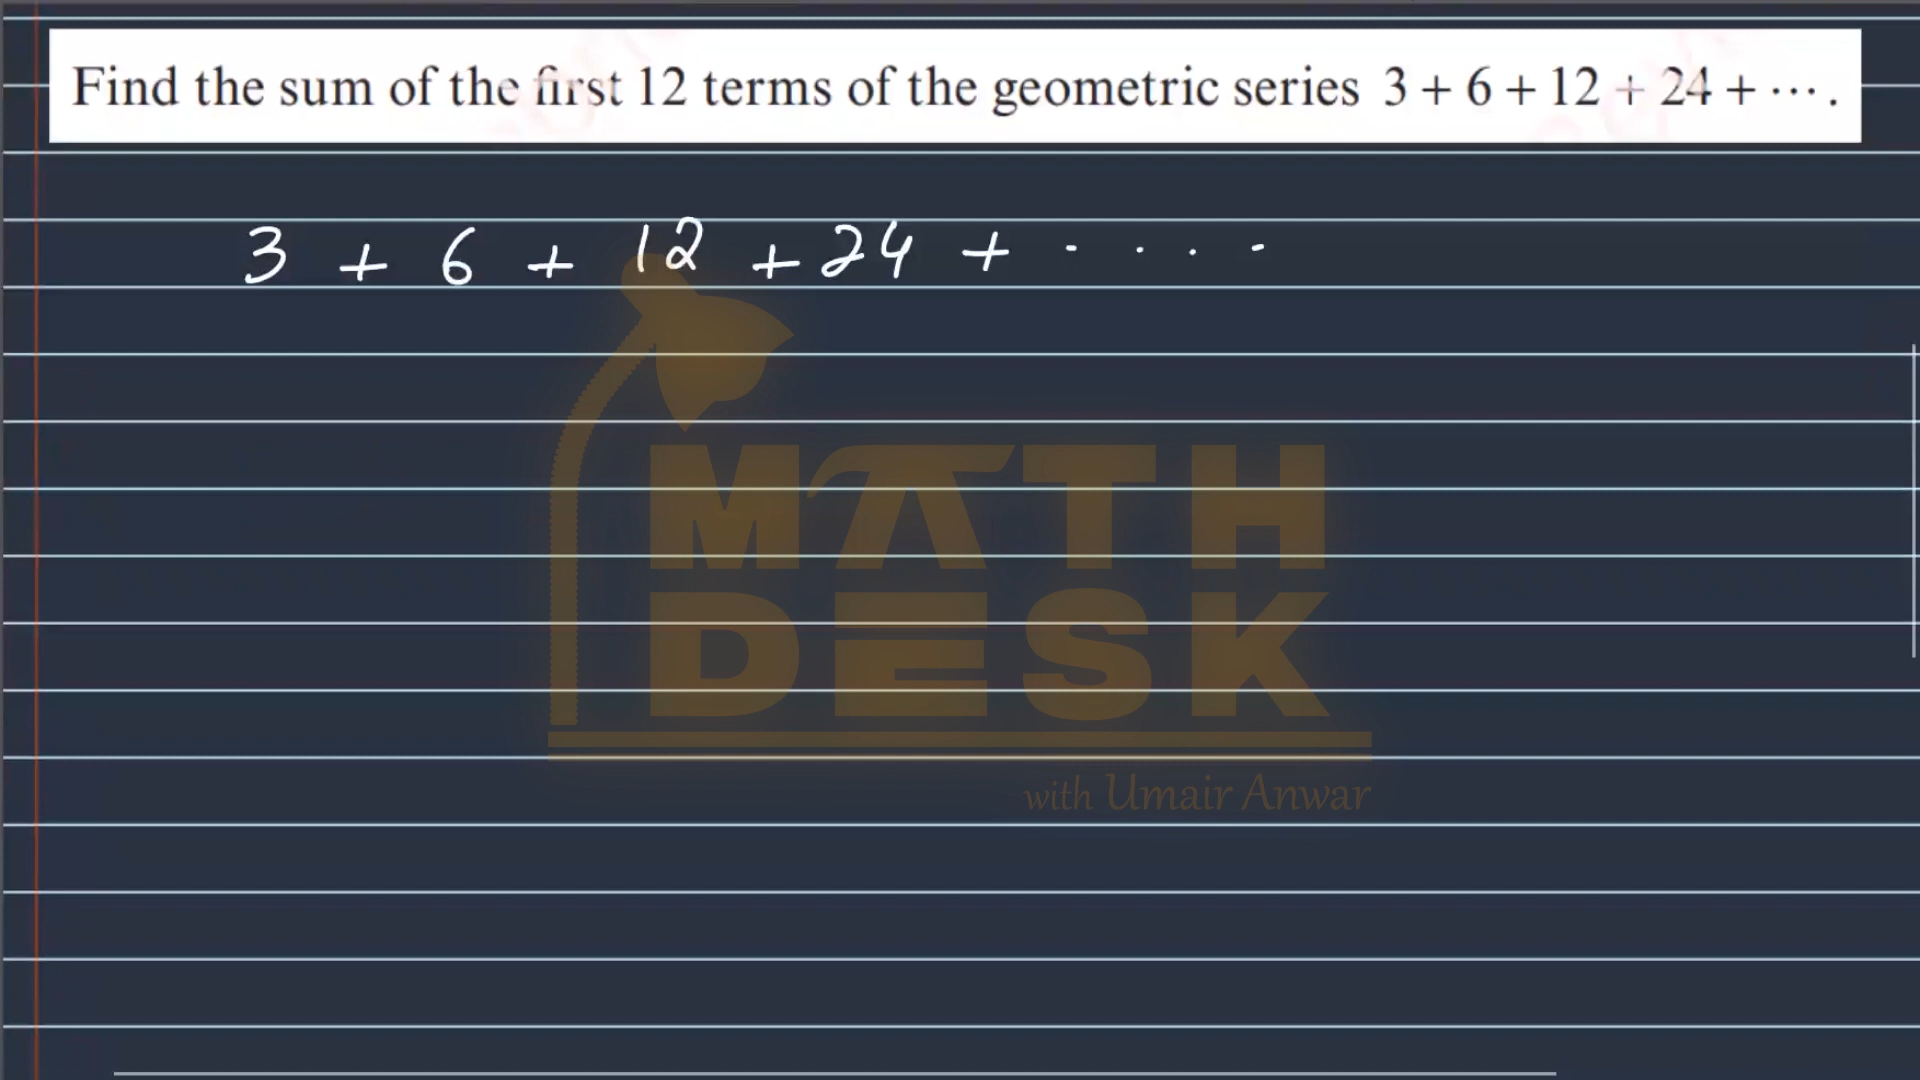 Find the sum of the first 12 terms of the geometric series 3 + 6 + 12 + 24 + ⋯ .
3 + 6 + 12 + 24 + · · · ·
MATH
DESK
with Umair Anwar